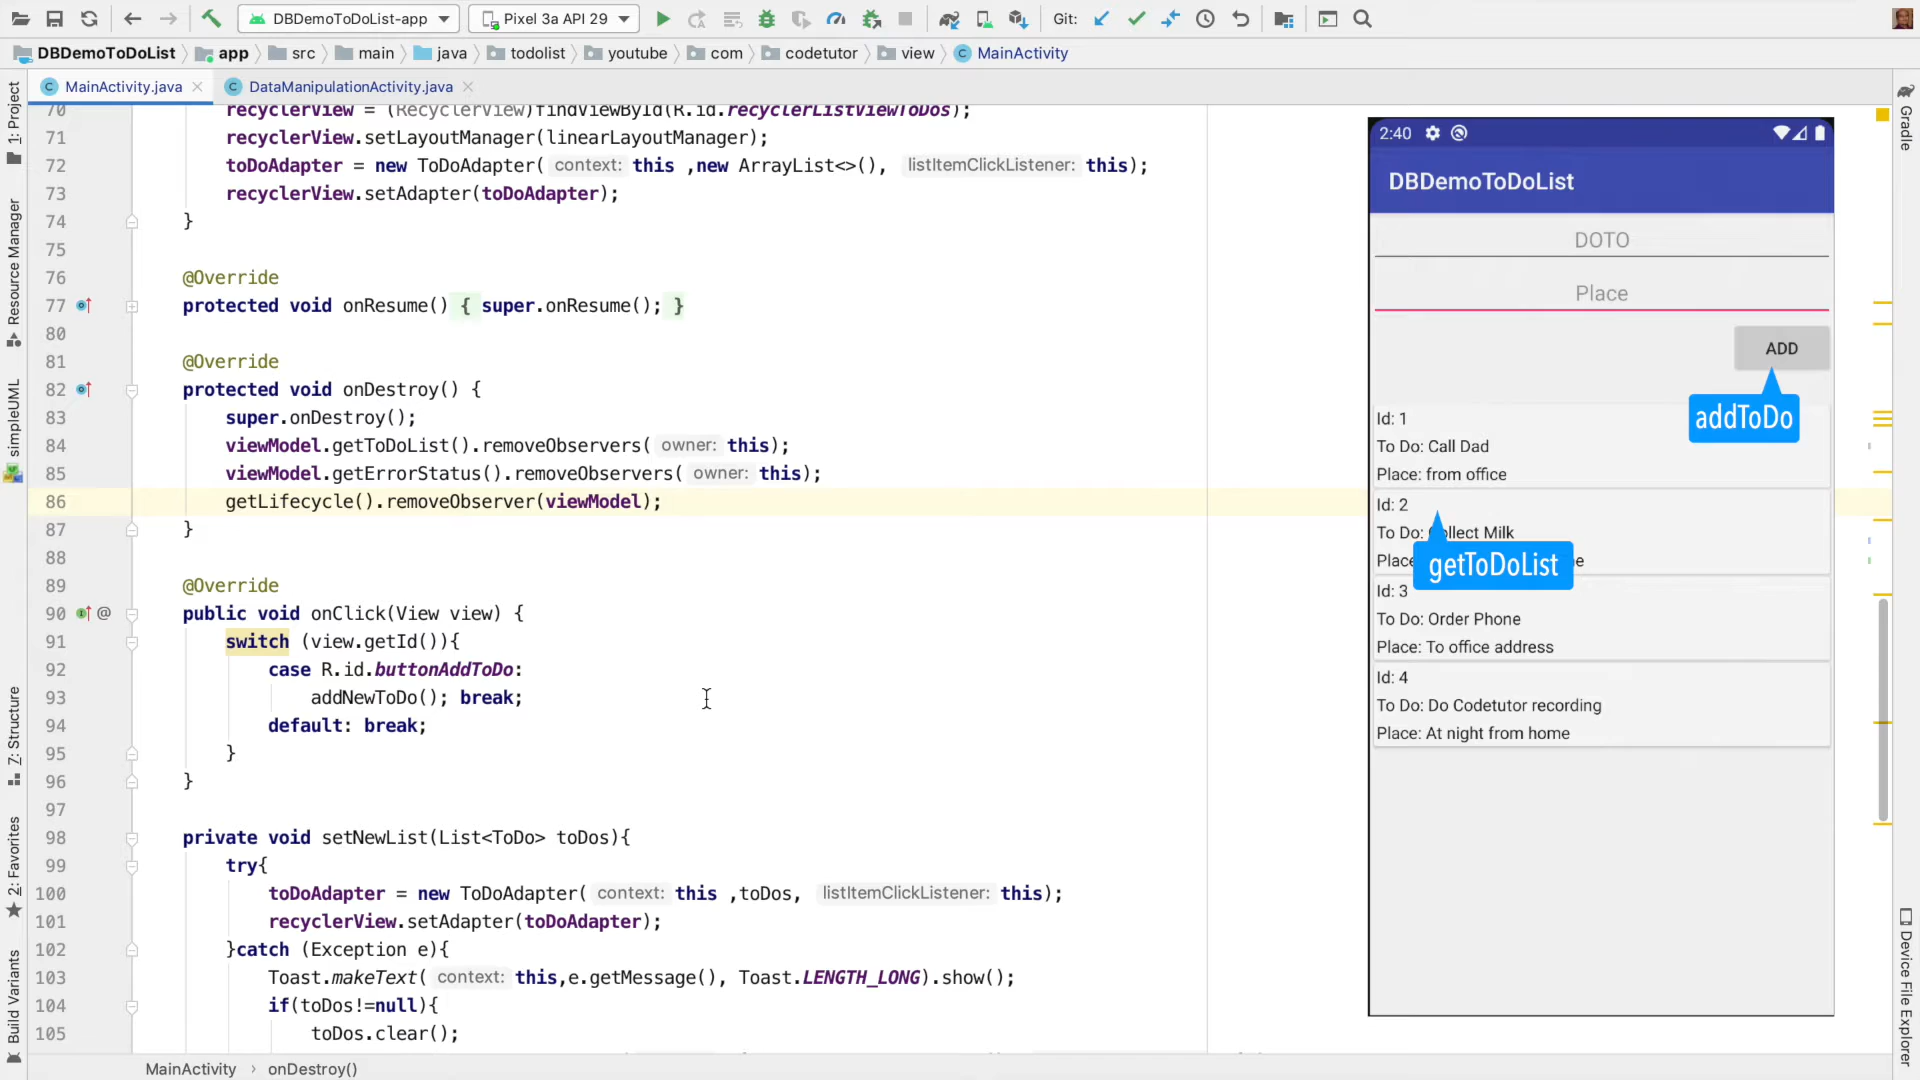 DBDemoToDoList-app
Pixel 3a API 29
Git:
DBDemoToDoList
app
src
main
java
todolist
youtube
com
codetutor
view
MainActivity
MainActivity.java
DataManipulationActivity.java
1: Project
Resource Manager
simpleUML
Z: Structure
2: Favorites
Build Variants
70 recyclerView = (RecyclerView)findViewById(R.id.recyclerListViewToDos);
71 recyclerView.setLayoutManager(linearLayoutManager);
72 toDoAdapter = new ToDoAdapter( context: this ,new ArrayList<>(), listItemClickListener: this);
73 recyclerView.setAdapter(toDoAdapter);
74 }
75
76 @Override
77 protected void onResume() { super.onResume(); }
80
81 @Override
82 protected void onDestroy() {
83 super.onDestroy();
84 viewModel.getToDoList().removeObservers( owner: this);
85 viewModel.getErrorStatus().removeObservers( owner: this);
86 getLifecycle().removeObserver(viewModel);
87 }
88
89 @Override
90 @ public void onClick(View view) {
91 switch (view.getId()){
92 case R.id.buttonAddToDo:
93 addNewToDo(); break;
94 default: break;
95 }
96 }
97
98 private void setNewList(List<ToDo> toDos){
99 try{
100 toDoAdapter = new ToDoAdapter( context: this ,toDos, listItemClickListener: this);
101 recyclerView.setAdapter(toDoAdapter);
102 }catch (Exception e){
103 Toast.makeText( context: this,e.getMessage(), Toast.LENGTH_LONG).show();
104 if(toDos!=null){
105 toDos.clear();
MainActivity › onDestroy()
2:40
DBDemoToDoList
DOTO
Place
ADD
addToDo
Id: 1
To Do: Call Dad
Place: from office
Id: 2
To Do: Collect Milk
getToDoList
Id: 3
To Do: Order Phone
Place: To office address
Id: 4
To Do: Do Codetutor recording
Place: At night from home
Gradle
Device File Explorer